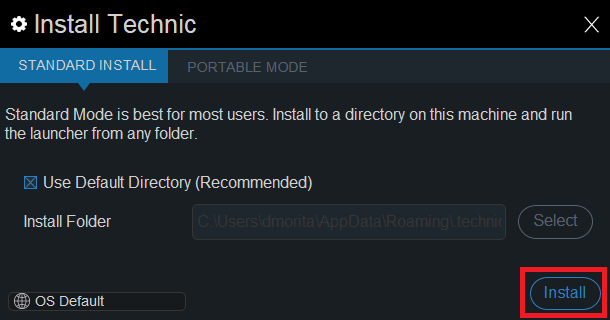 Install Technic
STANDARD INSTALL
PORTABLE MODE
Standard Mode is best for most users. Install to a directory on this machine and run
the launcher from any folder.
Use Default Directory (Recommended)
Install Folder
C:\Users\dmorita\AppData\Roaming\.technic
Select
OS Default
Install